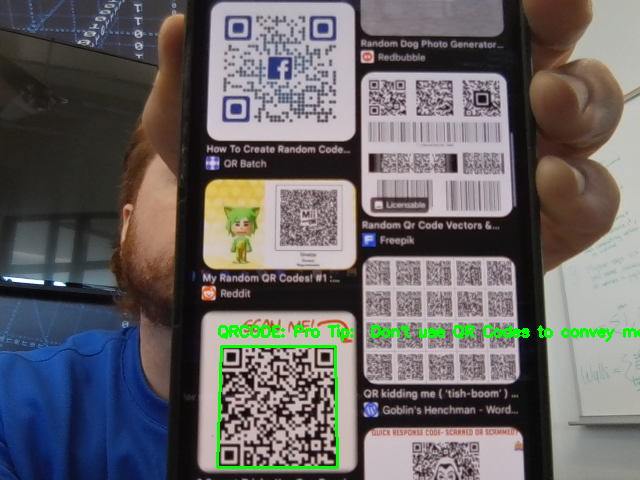 How To Create Random Code...
QR Batch
My Random QR Codes! #1 :...
Reddit
SCAN ME!
QRCODE: Pro Tip: Don't use QR Codes to convey
Random Dog Photo Generator...
Redbubble
Licensable
Random Qr Code Vectors &...
Freepik
QR kidding me ( 'tish-boom' ) ...
Goblin's Henchman - Word...
QUICK RESPONSE CODE- SCANNED OR SCAMMED?